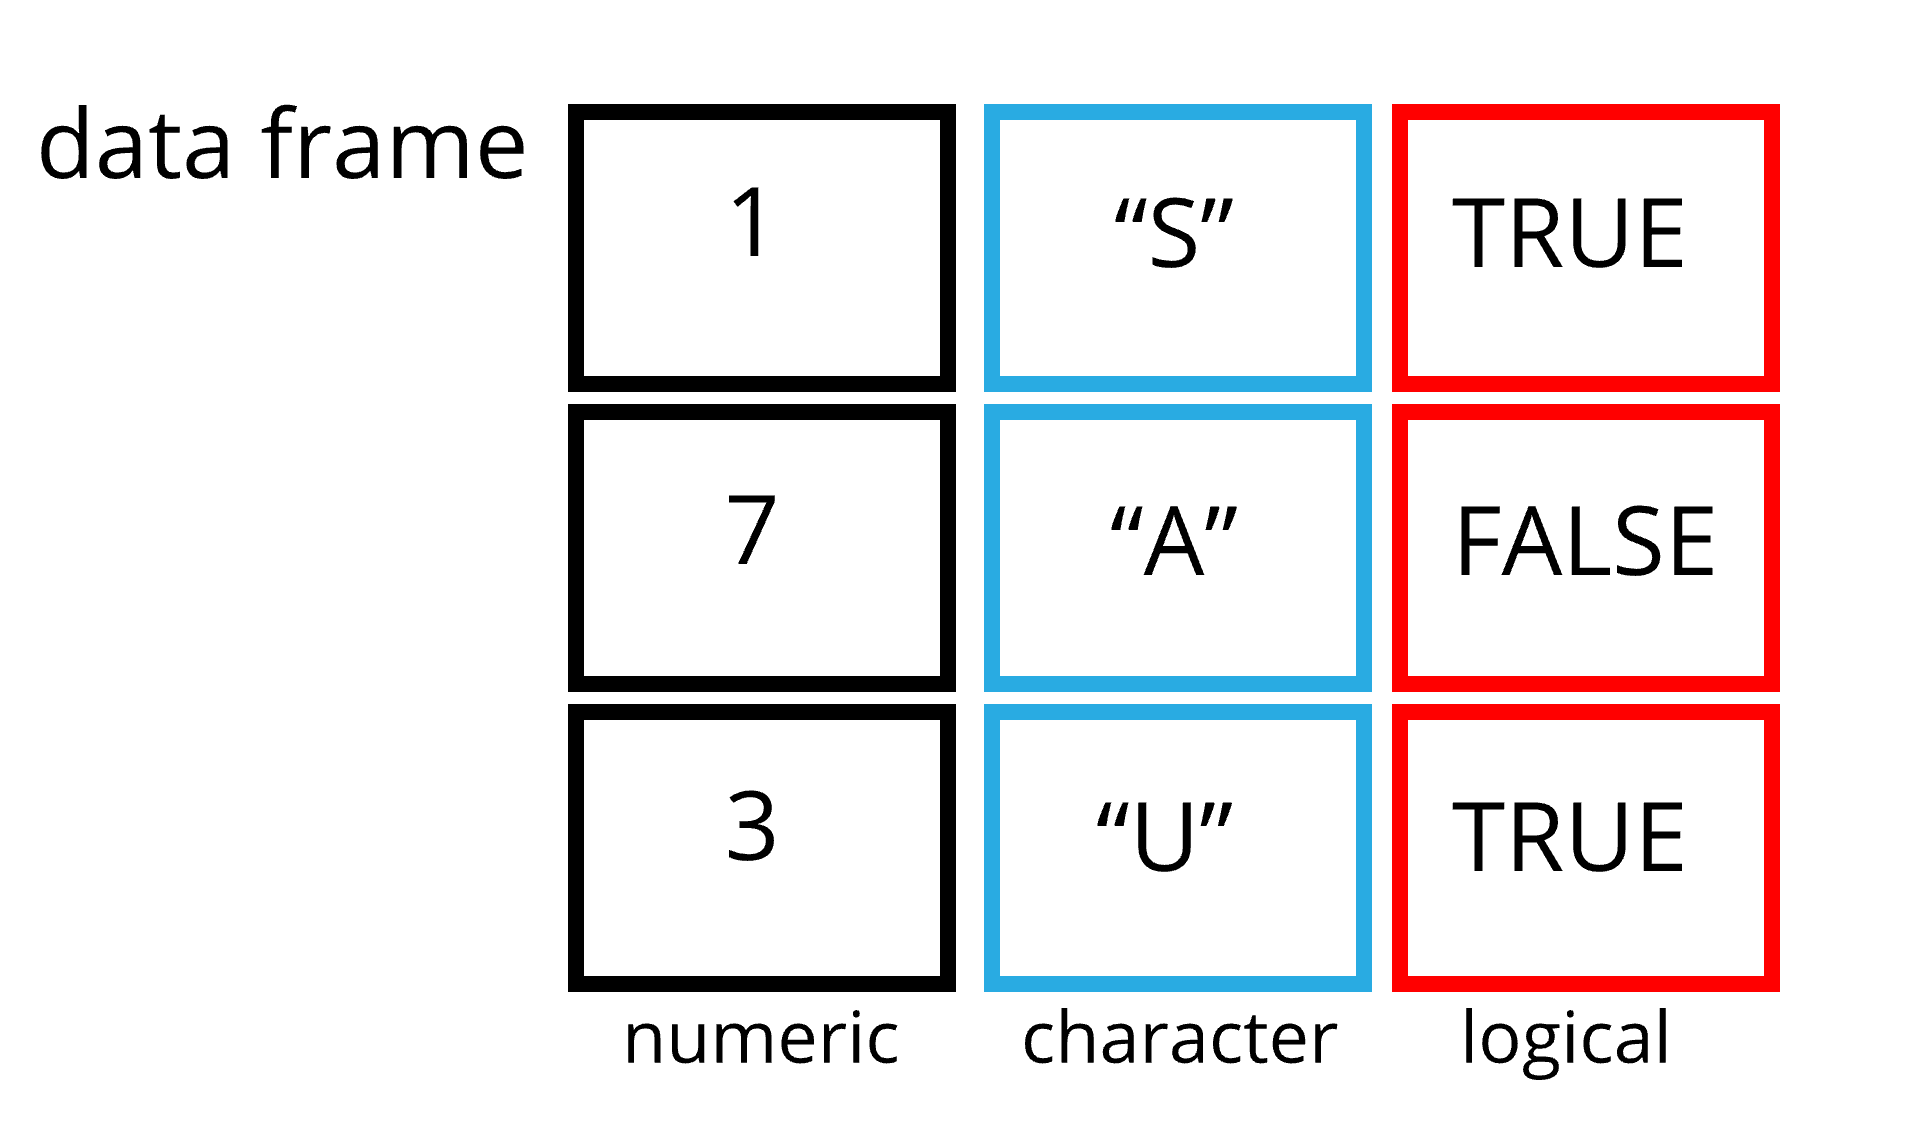 data frame
1 “S” TRUE
7 “A” FALSE
3 “U” TRUE
numeric character logical